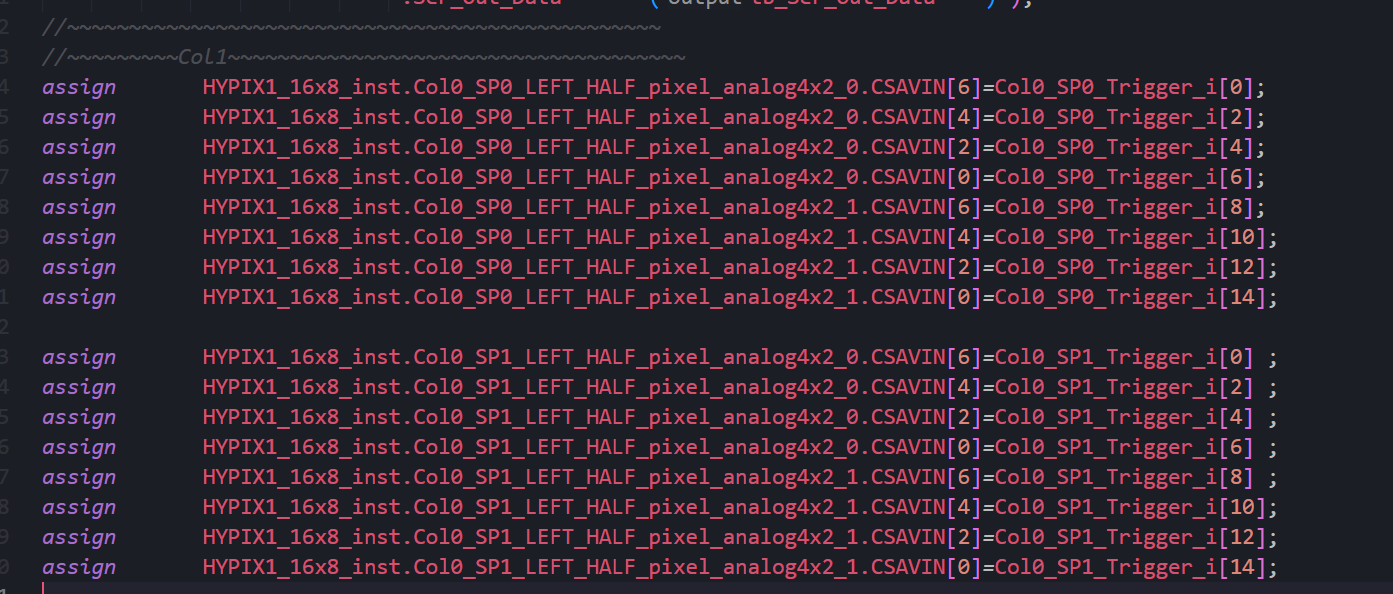 .Ser_Out_Data (Output_tb_Ser_Out_Data ) );
//~~~~~~~~~~~~~~~~~~~~~~~~~~~~~~~~~~~~~~~~~~~~~~~~
//~~~~~~~~~Col1~~~~~~~~~~~~~~~~~~~~~~~~~~~~~~~~~~~~~
assign HYPIX1_16x8_inst.Col0_SP0_LEFT_HALF_pixel_analog4x2_0.CSAVIN[6]=Col0_SP0_Trigger_i[0];
assign HYPIX1_16x8_inst.Col0_SP0_LEFT_HALF_pixel_analog4x2_0.CSAVIN[4]=Col0_SP0_Trigger_i[2];
assign HYPIX1_16x8_inst.Col0_SP0_LEFT_HALF_pixel_analog4x2_0.CSAVIN[2]=Col0_SP0_Trigger_i[4];
assign HYPIX1_16x8_inst.Col0_SP0_LEFT_HALF_pixel_analog4x2_0.CSAVIN[0]=Col0_SP0_Trigger_i[6];
assign HYPIX1_16x8_inst.Col0_SP0_LEFT_HALF_pixel_analog4x2_1.CSAVIN[6]=Col0_SP0_Trigger_i[8];
assign HYPIX1_16x8_inst.Col0_SP0_LEFT_HALF_pixel_analog4x2_1.CSAVIN[4]=Col0_SP0_Trigger_i[10];
assign HYPIX1_16x8_inst.Col0_SP0_LEFT_HALF_pixel_analog4x2_1.CSAVIN[2]=Col0_SP0_Trigger_i[12];
assign HYPIX1_16x8_inst.Col0_SP0_LEFT_HALF_pixel_analog4x2_1.CSAVIN[0]=Col0_SP0_Trigger_i[14];
assign HYPIX1_16x8_inst.Col0_SP1_LEFT_HALF_pixel_analog4x2_0.CSAVIN[6]=Col0_SP1_Trigger_i[0] ;
assign HYPIX1_16x8_inst.Col0_SP1_LEFT_HALF_pixel_analog4x2_0.CSAVIN[4]=Col0_SP1_Trigger_i[2] ;
assign HYPIX1_16x8_inst.Col0_SP1_LEFT_HALF_pixel_analog4x2_0.CSAVIN[2]=Col0_SP1_Trigger_i[4] ;
assign HYPIX1_16x8_inst.Col0_SP1_LEFT_HALF_pixel_analog4x2_0.CSAVIN[0]=Col0_SP1_Trigger_i[6] ;
assign HYPIX1_16x8_inst.Col0_SP1_LEFT_HALF_pixel_analog4x2_1.CSAVIN[6]=Col0_SP1_Trigger_i[8] ;
assign HYPIX1_16x8_inst.Col0_SP1_LEFT_HALF_pixel_analog4x2_1.CSAVIN[4]=Col0_SP1_Trigger_i[10];
assign HYPIX1_16x8_inst.Col0_SP1_LEFT_HALF_pixel_analog4x2_1.CSAVIN[2]=Col0_SP1_Trigger_i[12];
assign HYPIX1_16x8_inst.Col0_SP1_LEFT_HALF_pixel_analog4x2_1.CSAVIN[0]=Col0_SP1_Trigger_i[14];